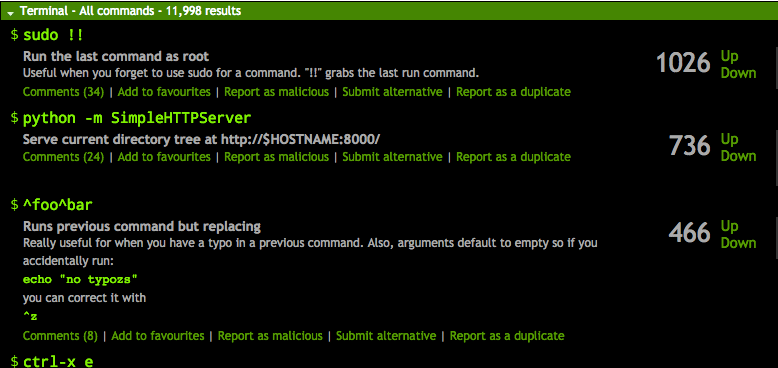 Terminal - All commands - 11,998 results
$ sudo !!
Run the last command as root
Useful when you forget to use sudo for a command. "!!" grabs the last run command.
Comments (34) | Add to favourites | Report as malicious | Submit alternative | Report as a duplicate
1026 Up
Down
$ python -m SimpleHTTPServer
Serve current directory tree at http://$HOSTNAME:8000/
Comments (24) | Add to favourites | Report as malicious | Submit alternative | Report as a duplicate
736 Up
Down
$ ^foo^bar
Runs previous command but replacing
Really useful for when you have a typo in a previous command. Also, arguments default to empty so if you
accidentally run:
echo "no typozs"
you can correct it with
^z
Comments (8) | Add to favourites | Report as malicious | Submit alternative | Report as a duplicate
466 Up
Down
$ ctrl-x e